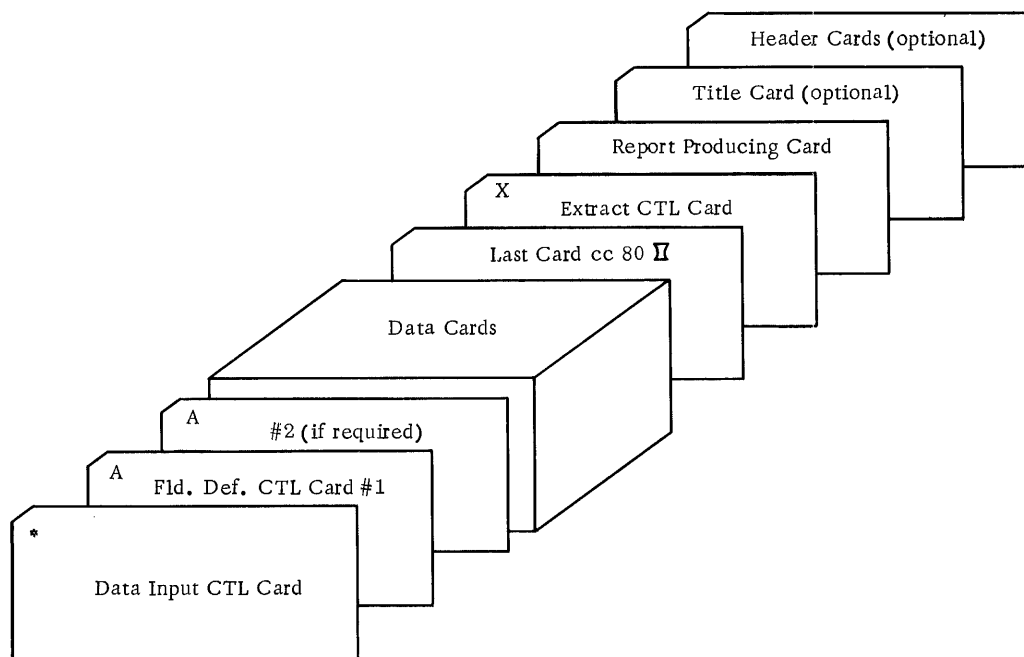 Header Cards (optional)
Title Card (optional)
Report Producing Card
X
Extract CTL Card
Last Card cc 80
Data Cards
A
#2 (if required)
A
Fld. Def. CTL Card #1
*
Data Input CTL Card